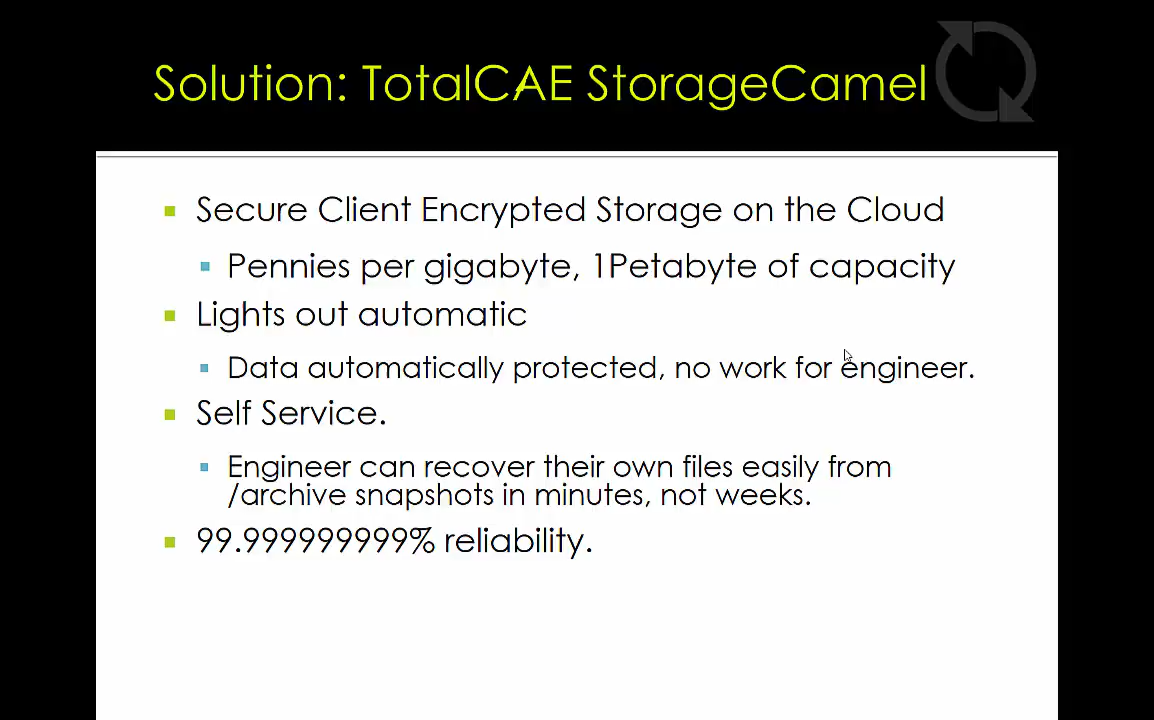 Solution: TotalCAE StorageCamel
Secure Client Encrypted Storage on the Cloud
Pennies per gigabyte, 1Petabyte of capacity
Lights out automatic
Data automatically protected, no work for engineer.
Self Service.
Engineer can recover their own files easily from
/archive snapshots in minutes, not weeks.
99.999999999% reliability.